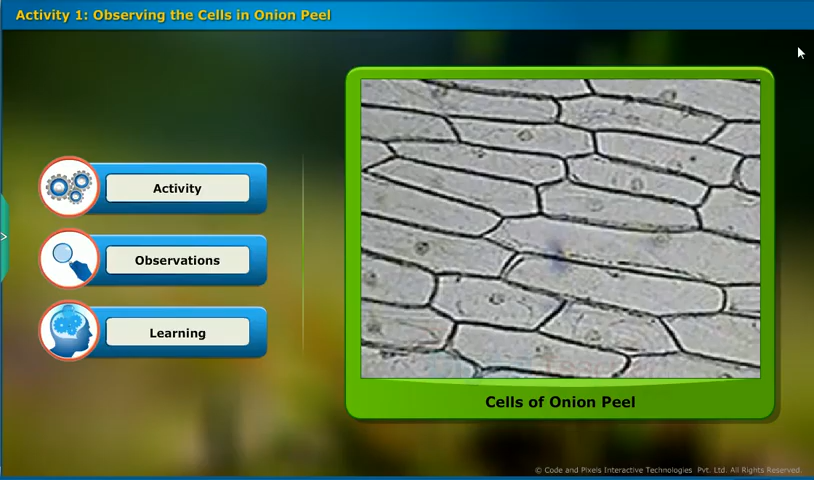 Activity 1: Observing the Cells in Onion Peel
Activity
Observations
Learning
Cells of Onion Peel
© Code and Pixels Interactive Technologies Pvt. Ltd. All Rights Reserved.